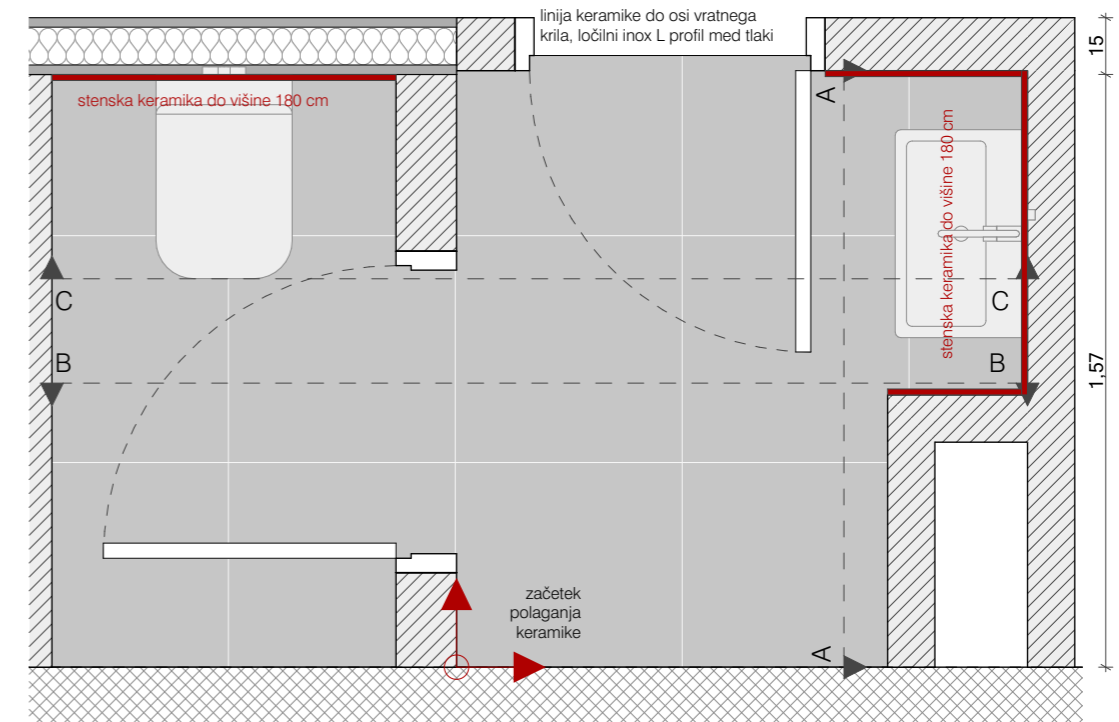 linija keramike do osi vratnega
krila, ločilni inox L profil med tlaki
15
A
stenska keramika do višine 180 cm
stenska keramika do višine 180 cm
C
C
B
B
1,57
začetek
polaganja
keramike
A